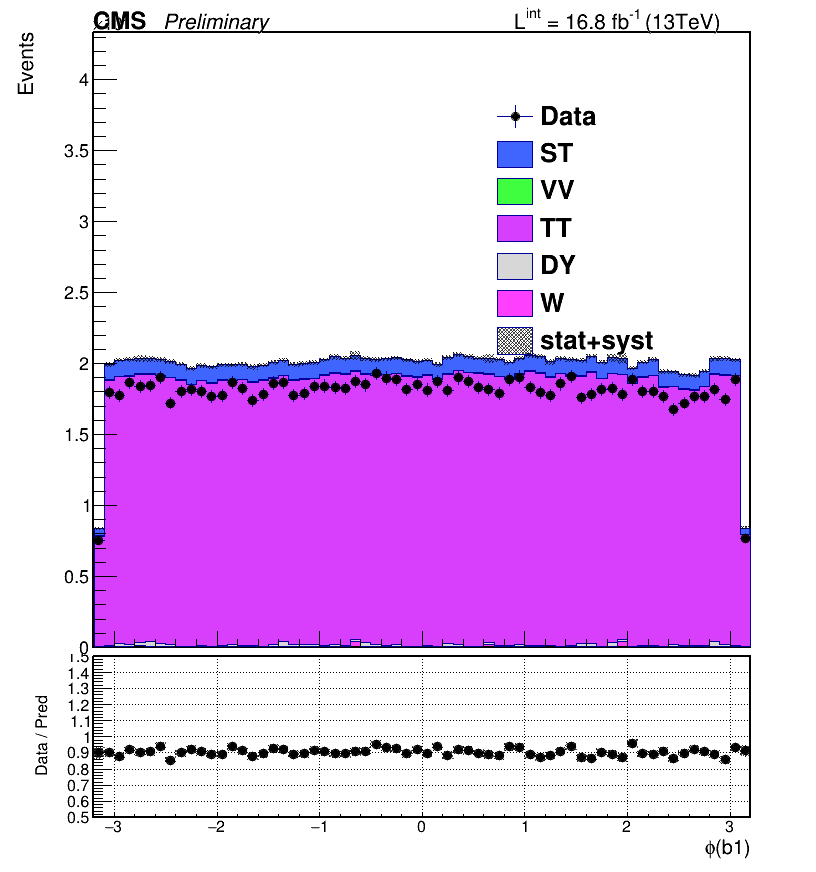 CMS Preliminary L^int = 16.8 fb^-1 (13TeV)
Events
4
3.5
3
2.5
2
1.5
1
0.5
0
Data
ST
VV
TT
DY
W
stat+syst
Data / Pred
1.5
1.4
1.3
1.2
1.1
1
0.9
0.8
0.7
0.6
0.5
−3 −2 −1 0 1 2 3
ϕ(b1)